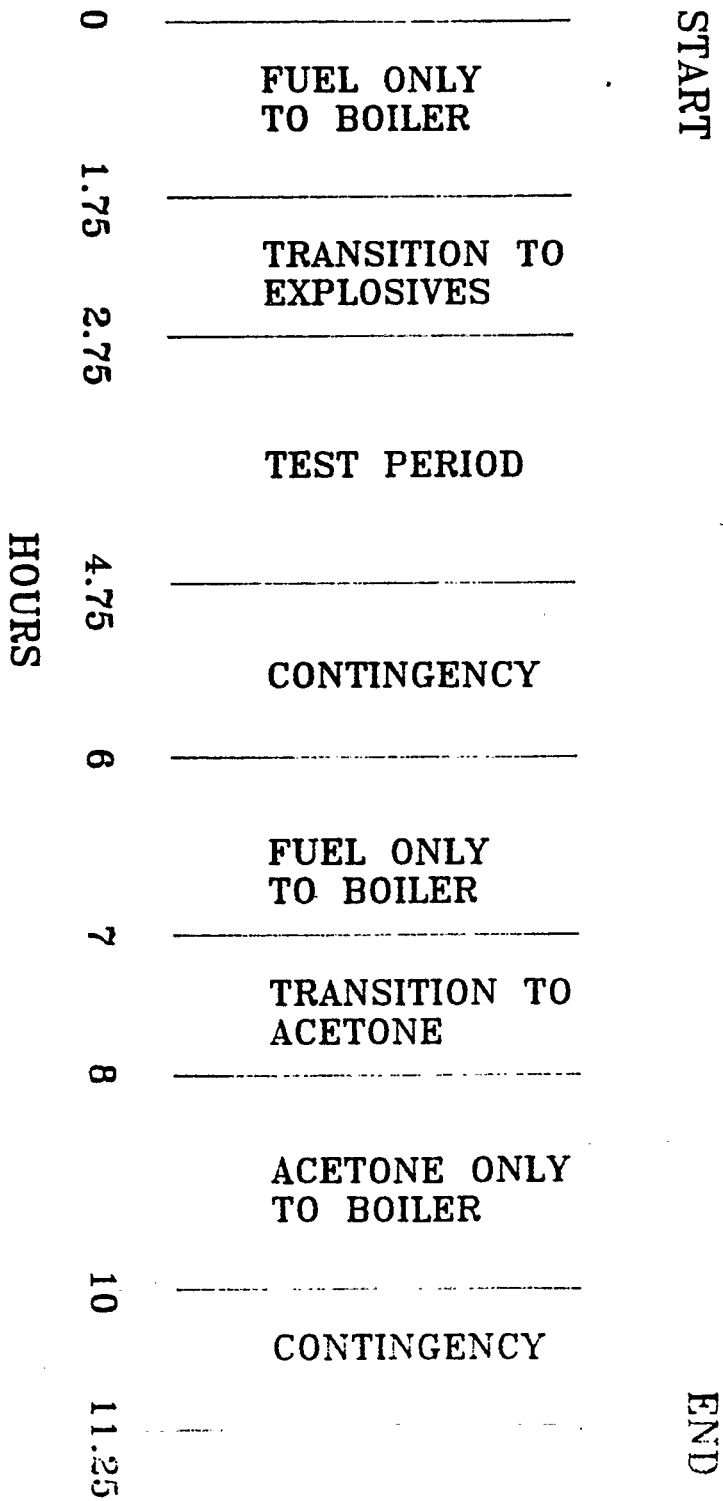 START
0
FUEL ONLY
TO BOILER
1.75
TRANSITION TO
EXPLOSIVES
2.75
TEST PERIOD
4.75
HOURS
CONTINGENCY
6
FUEL ONLY
TO BOILER
7
TRANSITION TO
ACETONE
8
ACETONE ONLY
TO BOILER
10
CONTINGENCY
11.25
END